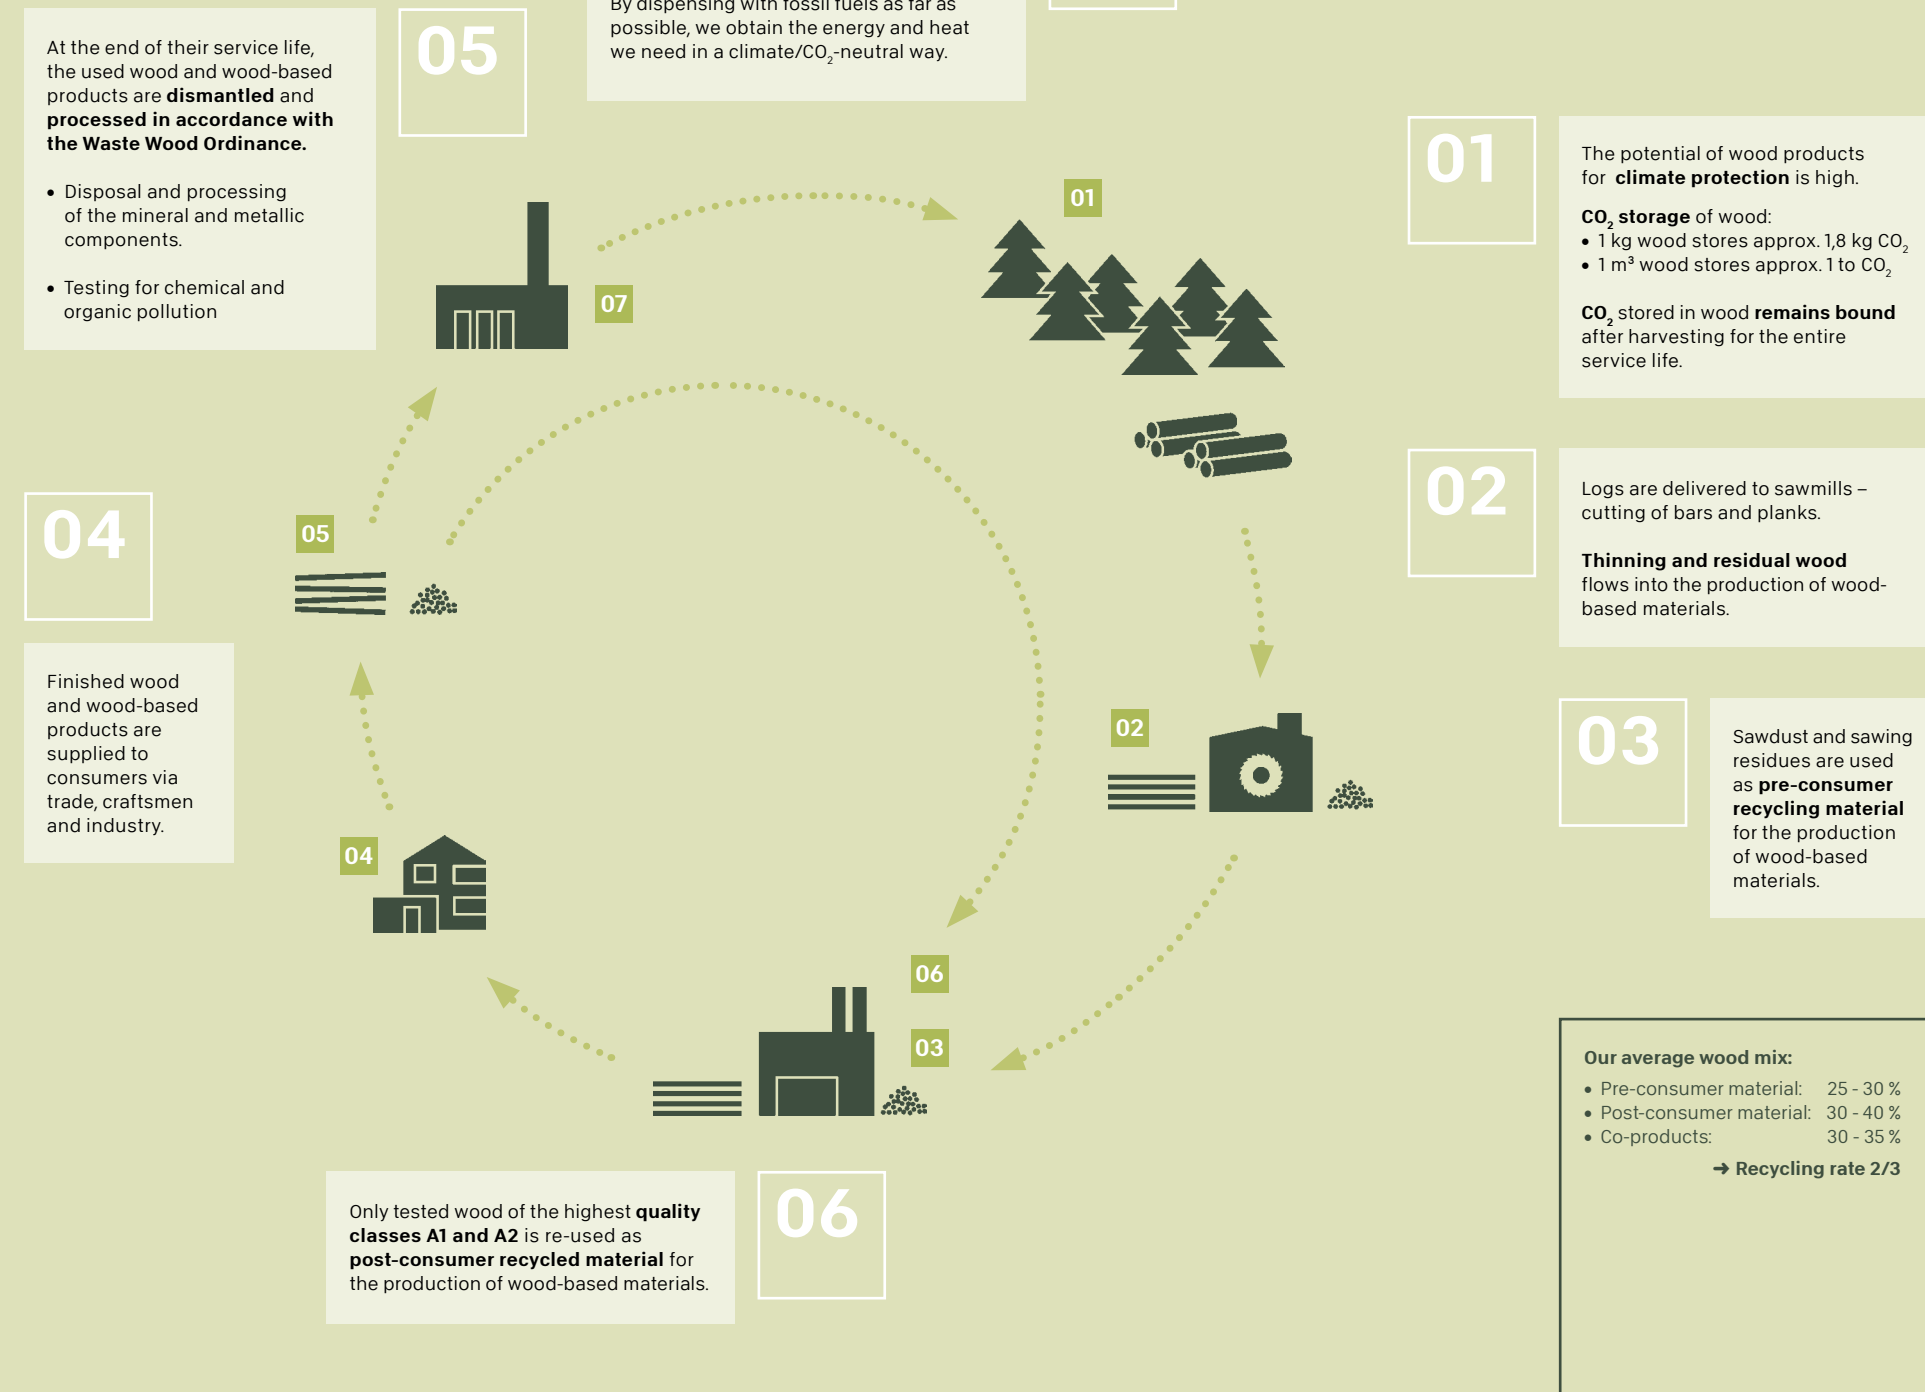 By dispensing with fossil fuels as far as
possible, we obtain the energy and heat
we need in a climate/CO₂-neutral way.
05
At the end of their service life,
the used wood and wood-based
products are dismantled and
processed in accordance with
the Waste Wood Ordinance.
• Disposal and processing
of the mineral and metallic
components.
• Testing for chemical and
organic pollution
01
The potential of wood products
for climate protection is high.
CO₂ storage of wood:
• 1 kg wood stores approx. 1,8 kg CO₂
• 1 m³ wood stores approx. 1 to CO₂
CO₂ stored in wood remains bound
after harvesting for the entire
service life.
01
07
02
Logs are delivered to sawmills –
cutting of bars and planks.
Thinning and residual wood
flows into the production of wood-
based materials.
04
05
Finished wood
and wood-based
products are
supplied to
consumers via
trade, craftsmen
and industry.
02
03
Sawdust and sawing
residues are used
as pre-consumer
recycling material
for the production
of wood-based
materials.
04
06
03
Our average wood mix:
• Pre-consumer material: 25 - 30 %
• Post-consumer material: 30 - 40 %
• Co-products: 30 - 35 %
➜ Recycling rate 2/3
Only tested wood of the highest quality
classes A1 and A2 is re-used as
post-consumer recycled material for
the production of wood-based materials.
06